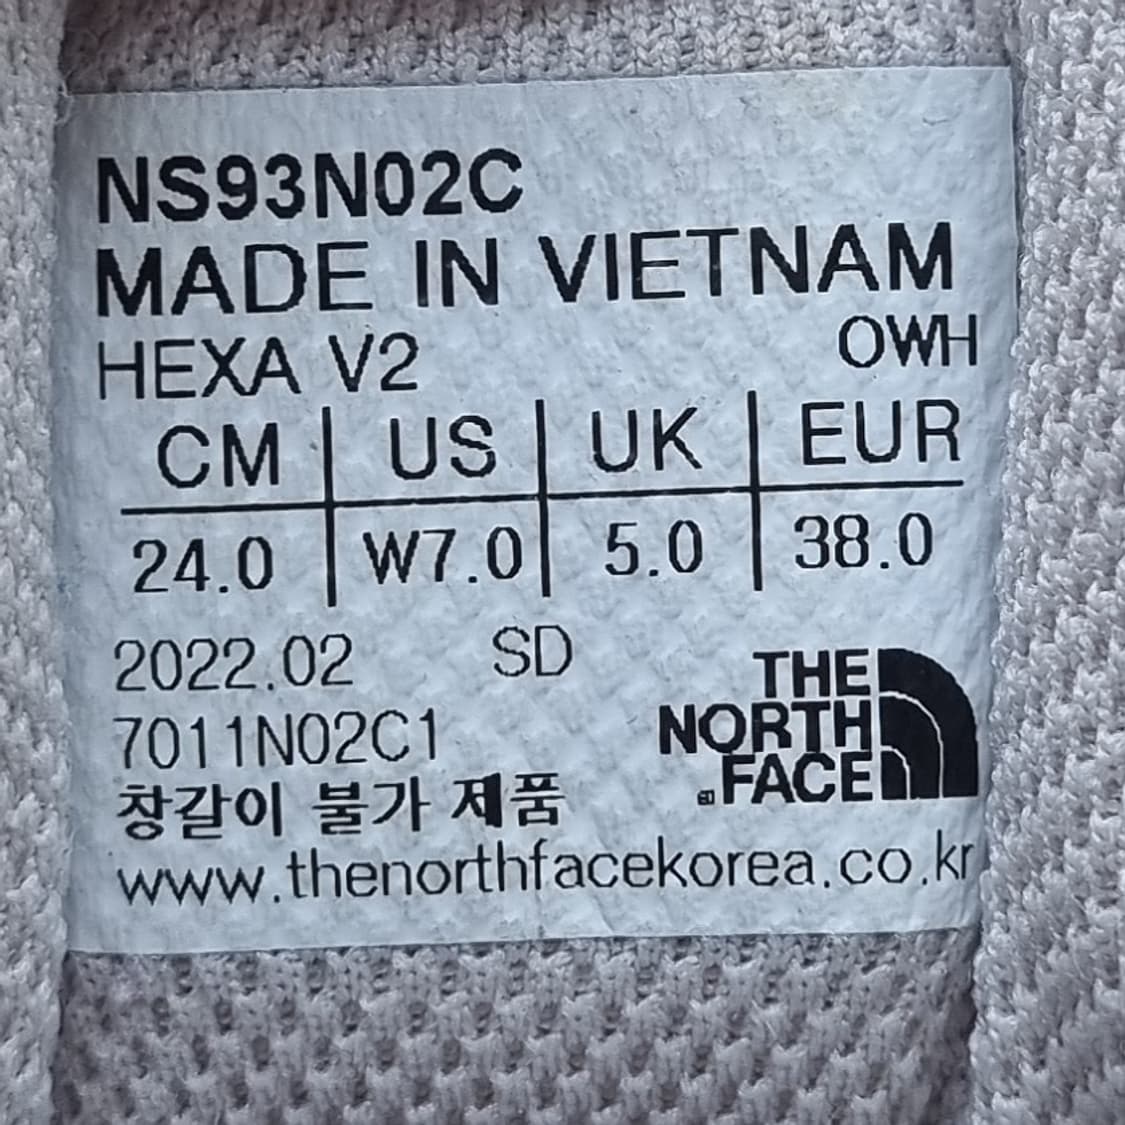 NS93N02C
MADE IN VIETNAM
HEXA V2 OWH
CM US UK EUR
24.0 W7.0 5.0 38.0
2022.02 SD
7011N02C1
창갈이 불가 제품
THE
NORTH
FACE
www.thenorthfacekorea.co.kr